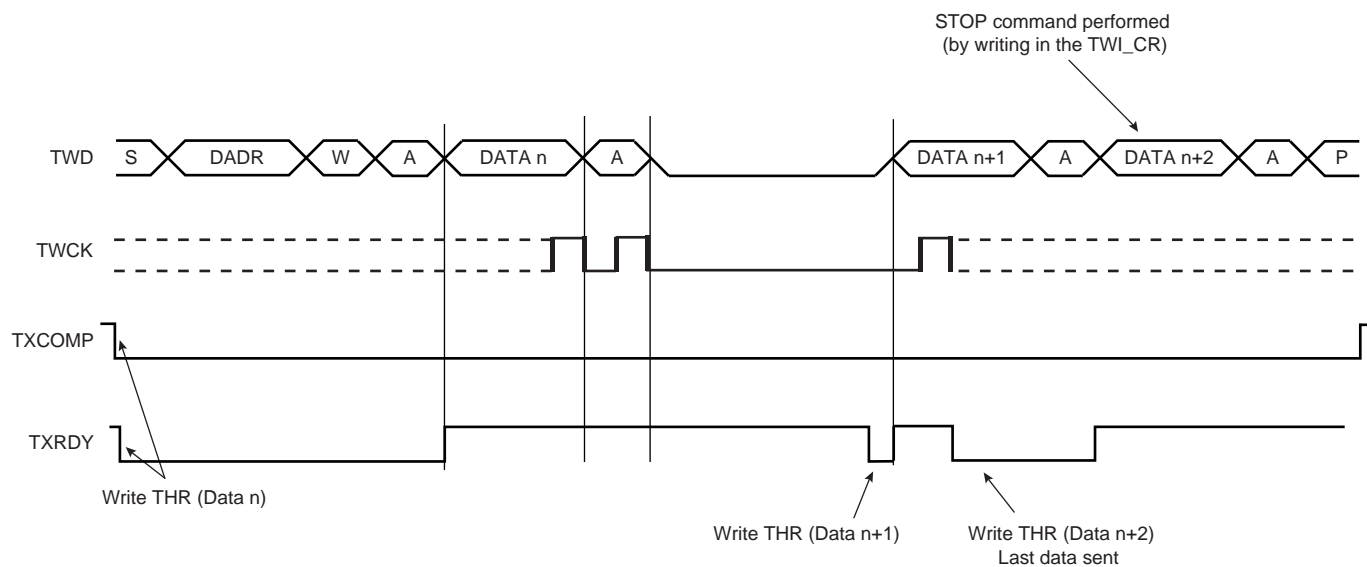 STOP command performed
(by writing in the TWI_CR)
TWD S DADR W A DATA n A DATA n+1 A DATA n+2 A P
TWCK
TXCOMP
TXRDY
Write THR (Data n)
Write THR (Data n+1)
Write THR (Data n+2)
Last data sent